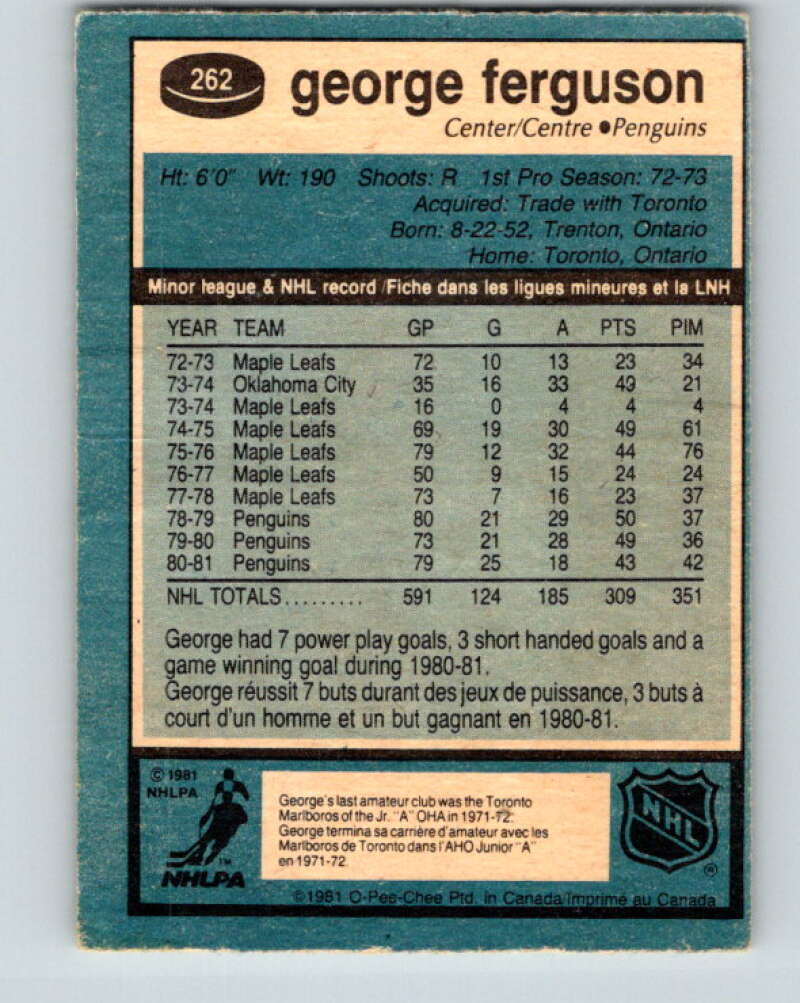 262
george ferguson
Center/Centre •Penguins
Ht: 6'0" Wt: 190 Shoots: R 1st Pro Season: 72-73
Acquired: Trade with Toronto
Born: 8-22-52, Trenton, Ontario
Home: Toronto, Ontario
Minor league & NHL record /Fiche dans les ligues mineures et la LNH
YEAR TEAM GP G A PTS PIM
72-73 Maple Leafs 72 10 13 23 34
73-74 Oklahoma City 35 16 33 49 21
73-74 Maple Leafs 16 0 4 4 4
74-75 Maple Leafs 69 19 30 49 61
75-76 Maple Leafs 79 12 32 44 76
76-77 Maple Leafs 50 9 15 24 24
77-78 Maple Leafs 73 7 16 23 37
78-79 Penguins 80 21 29 50 37
79-80 Penguins 73 21 28 49 36
80-81 Penguins 79 25 18 43 42
NHL TOTALS......... 591 124 185 309 351
George had 7 power play goals, 3 short handed goals and a
game winning goal during 1980-81.
George réussit 7 buts durant des jeux de puissance, 3 buts à
court d'un homme et un but gagnant en 1980-81.
© 1981
NHLPA
TM
NHLPA
George's last amateur club was the Toronto
Marlboros of the Jr. "A" OHA in 1971-72.
George termina sa carrière d'amateur avec les
Marlboros de Toronto dans l'AHO Junior "A"
en 1971-72.
NHL
®
©1981 O-Pee-Chee Ptd. in Canada/Imprimé au Canada